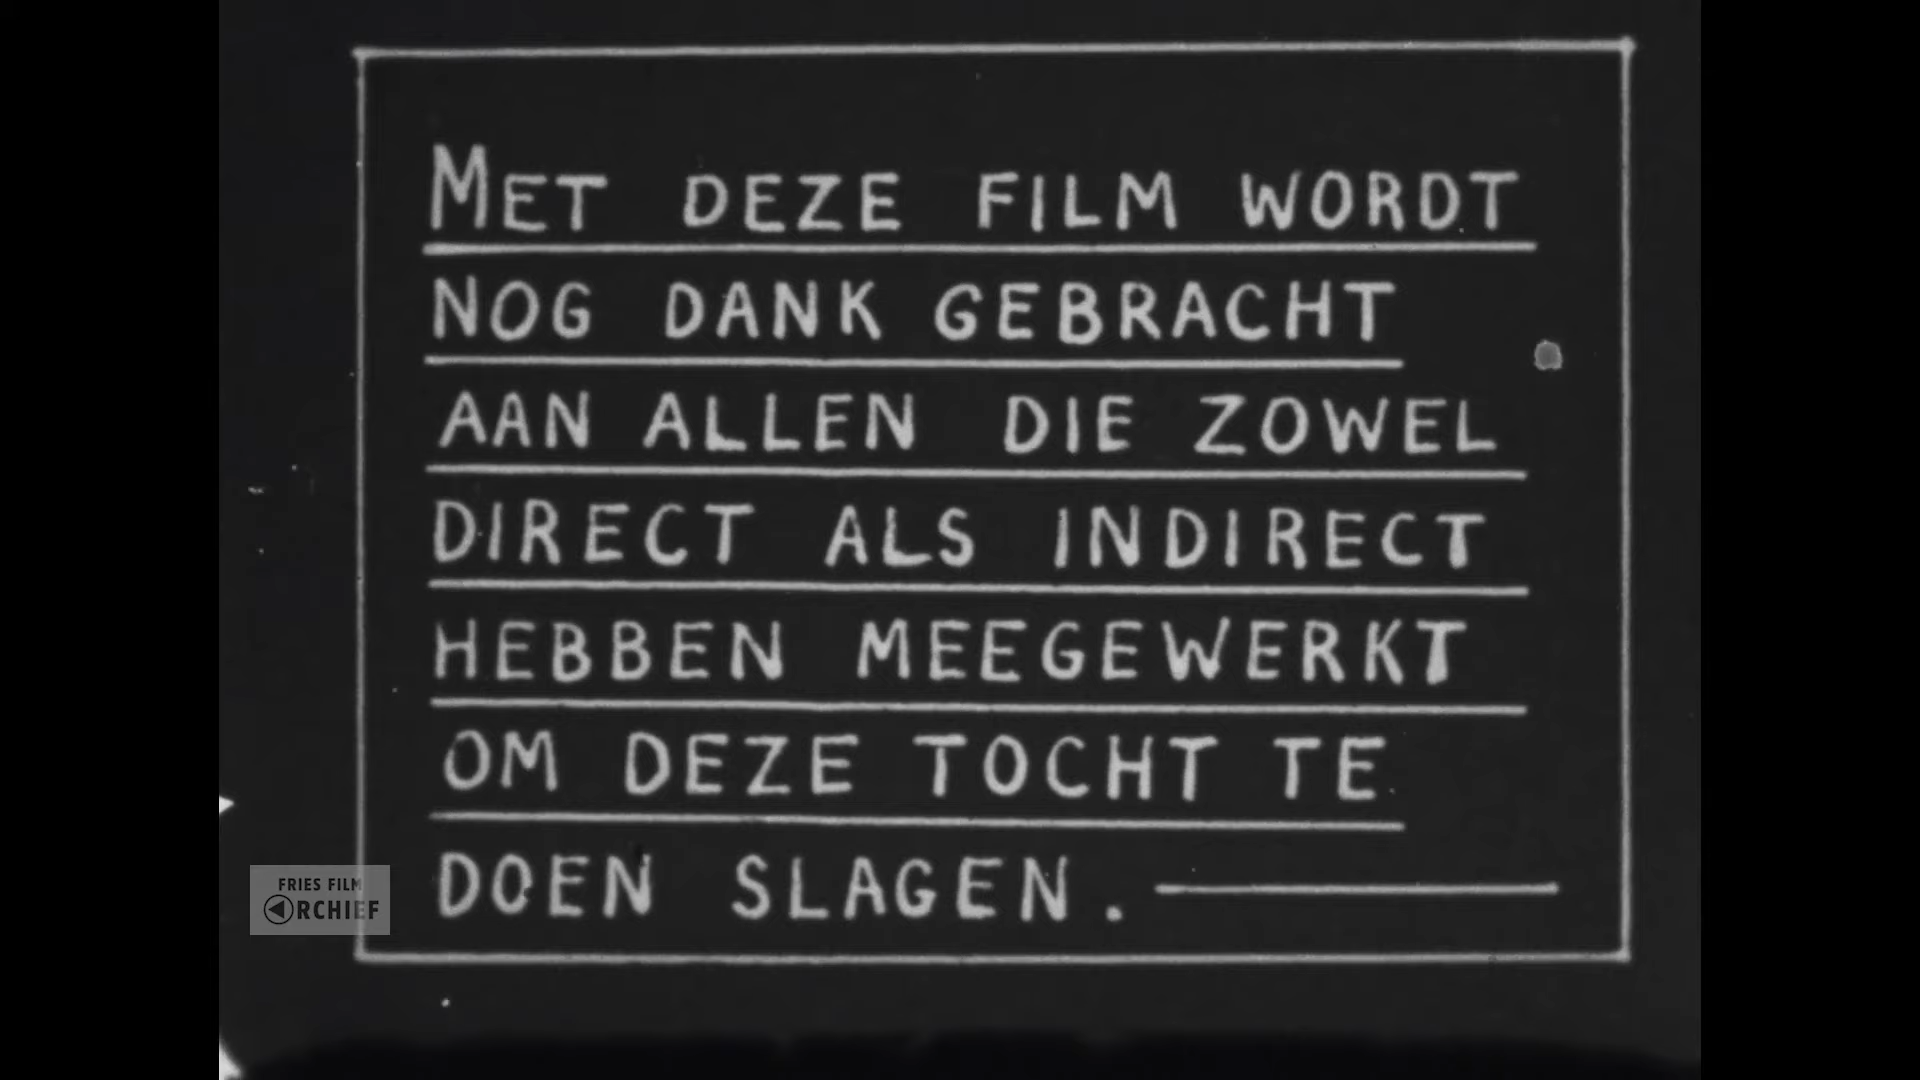 MET DEZE FILM WORDT
NOG DANK GEBRACHT
AAN ALLEN DIE ZOWEL
DIRECT ALS INDIRECT
HEBBEN MEEGEWERKT
OM DEZE TOCHT TE
DOEN SLAGEN.
FRIES FILM
ARCHIEF